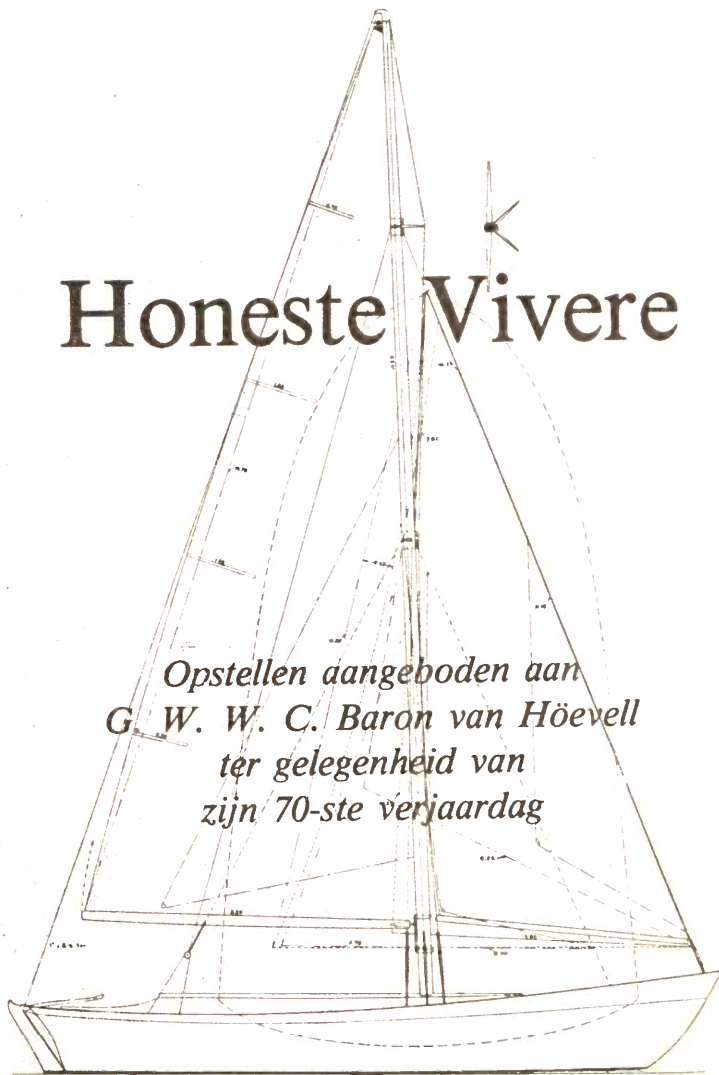 Honeste Vivere
Opstellen aangeboden aan
G. W. W. C. Baron van Höevell
ter gelegenheid van
zijn 70-ste verjaardag